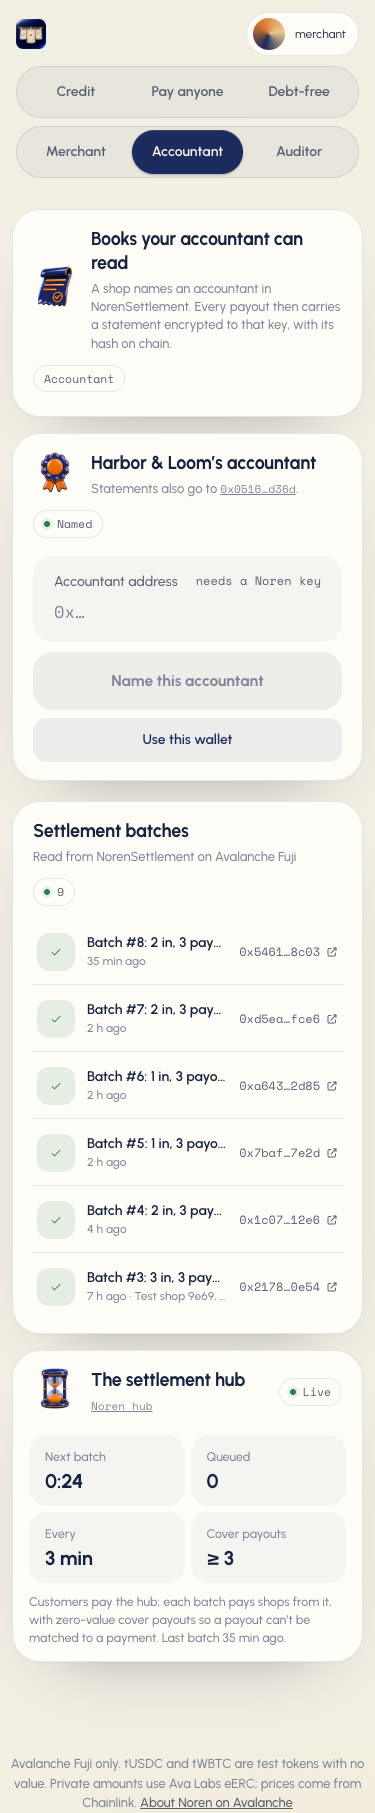 merchant
Credit
Pay anyone
Debt-free
Merchant
Accountant
Auditor
Books your accountant can
read
A shop names an accountant in
NorenSettlement. Every payout then carries
a statement encrypted to that key, with its
hash on chain.
Accountant
Harbor & Loom's accountant
Statements also go to 0x0516…d36d.
Named
Accountant address
needs a Noren key
0x…
Name this accountant
Use this wallet
Settlement batches
Read from NorenSettlement on Avalanche Fuji
9
Batch #8: 2 in, 3 pay…
0x5461…8c03
35 min ago
Batch #7: 2 in, 3 pay…
0xd5ea…fce6
2 h ago
Batch #6: 1 in, 3 payo…
0xa643…2d85
2 h ago
Batch #5: 1 in, 3 payo…
0x7baf…7e2d
2 h ago
Batch #4: 2 in, 3 pay…
0x1c07…12e6
4 h ago
Batch #3: 3 in, 3 pay…
0x2178…0e54
7 h ago · Test shop 9e69, …
The settlement hub
Noren hub
Live
Next batch
0:24
Queued
0
Every
3 min
Cover payouts
≥ 3
Customers pay the hub; each batch pays shops from it,
with zero-value cover payouts so a payout can't be
matched to a payment. Last batch 35 min ago.
Avalanche Fuji only. tUSDC and tWBTC are test tokens with no
value. Private amounts use Ava Labs eERC; prices come from
Chainlink. About Noren on Avalanche